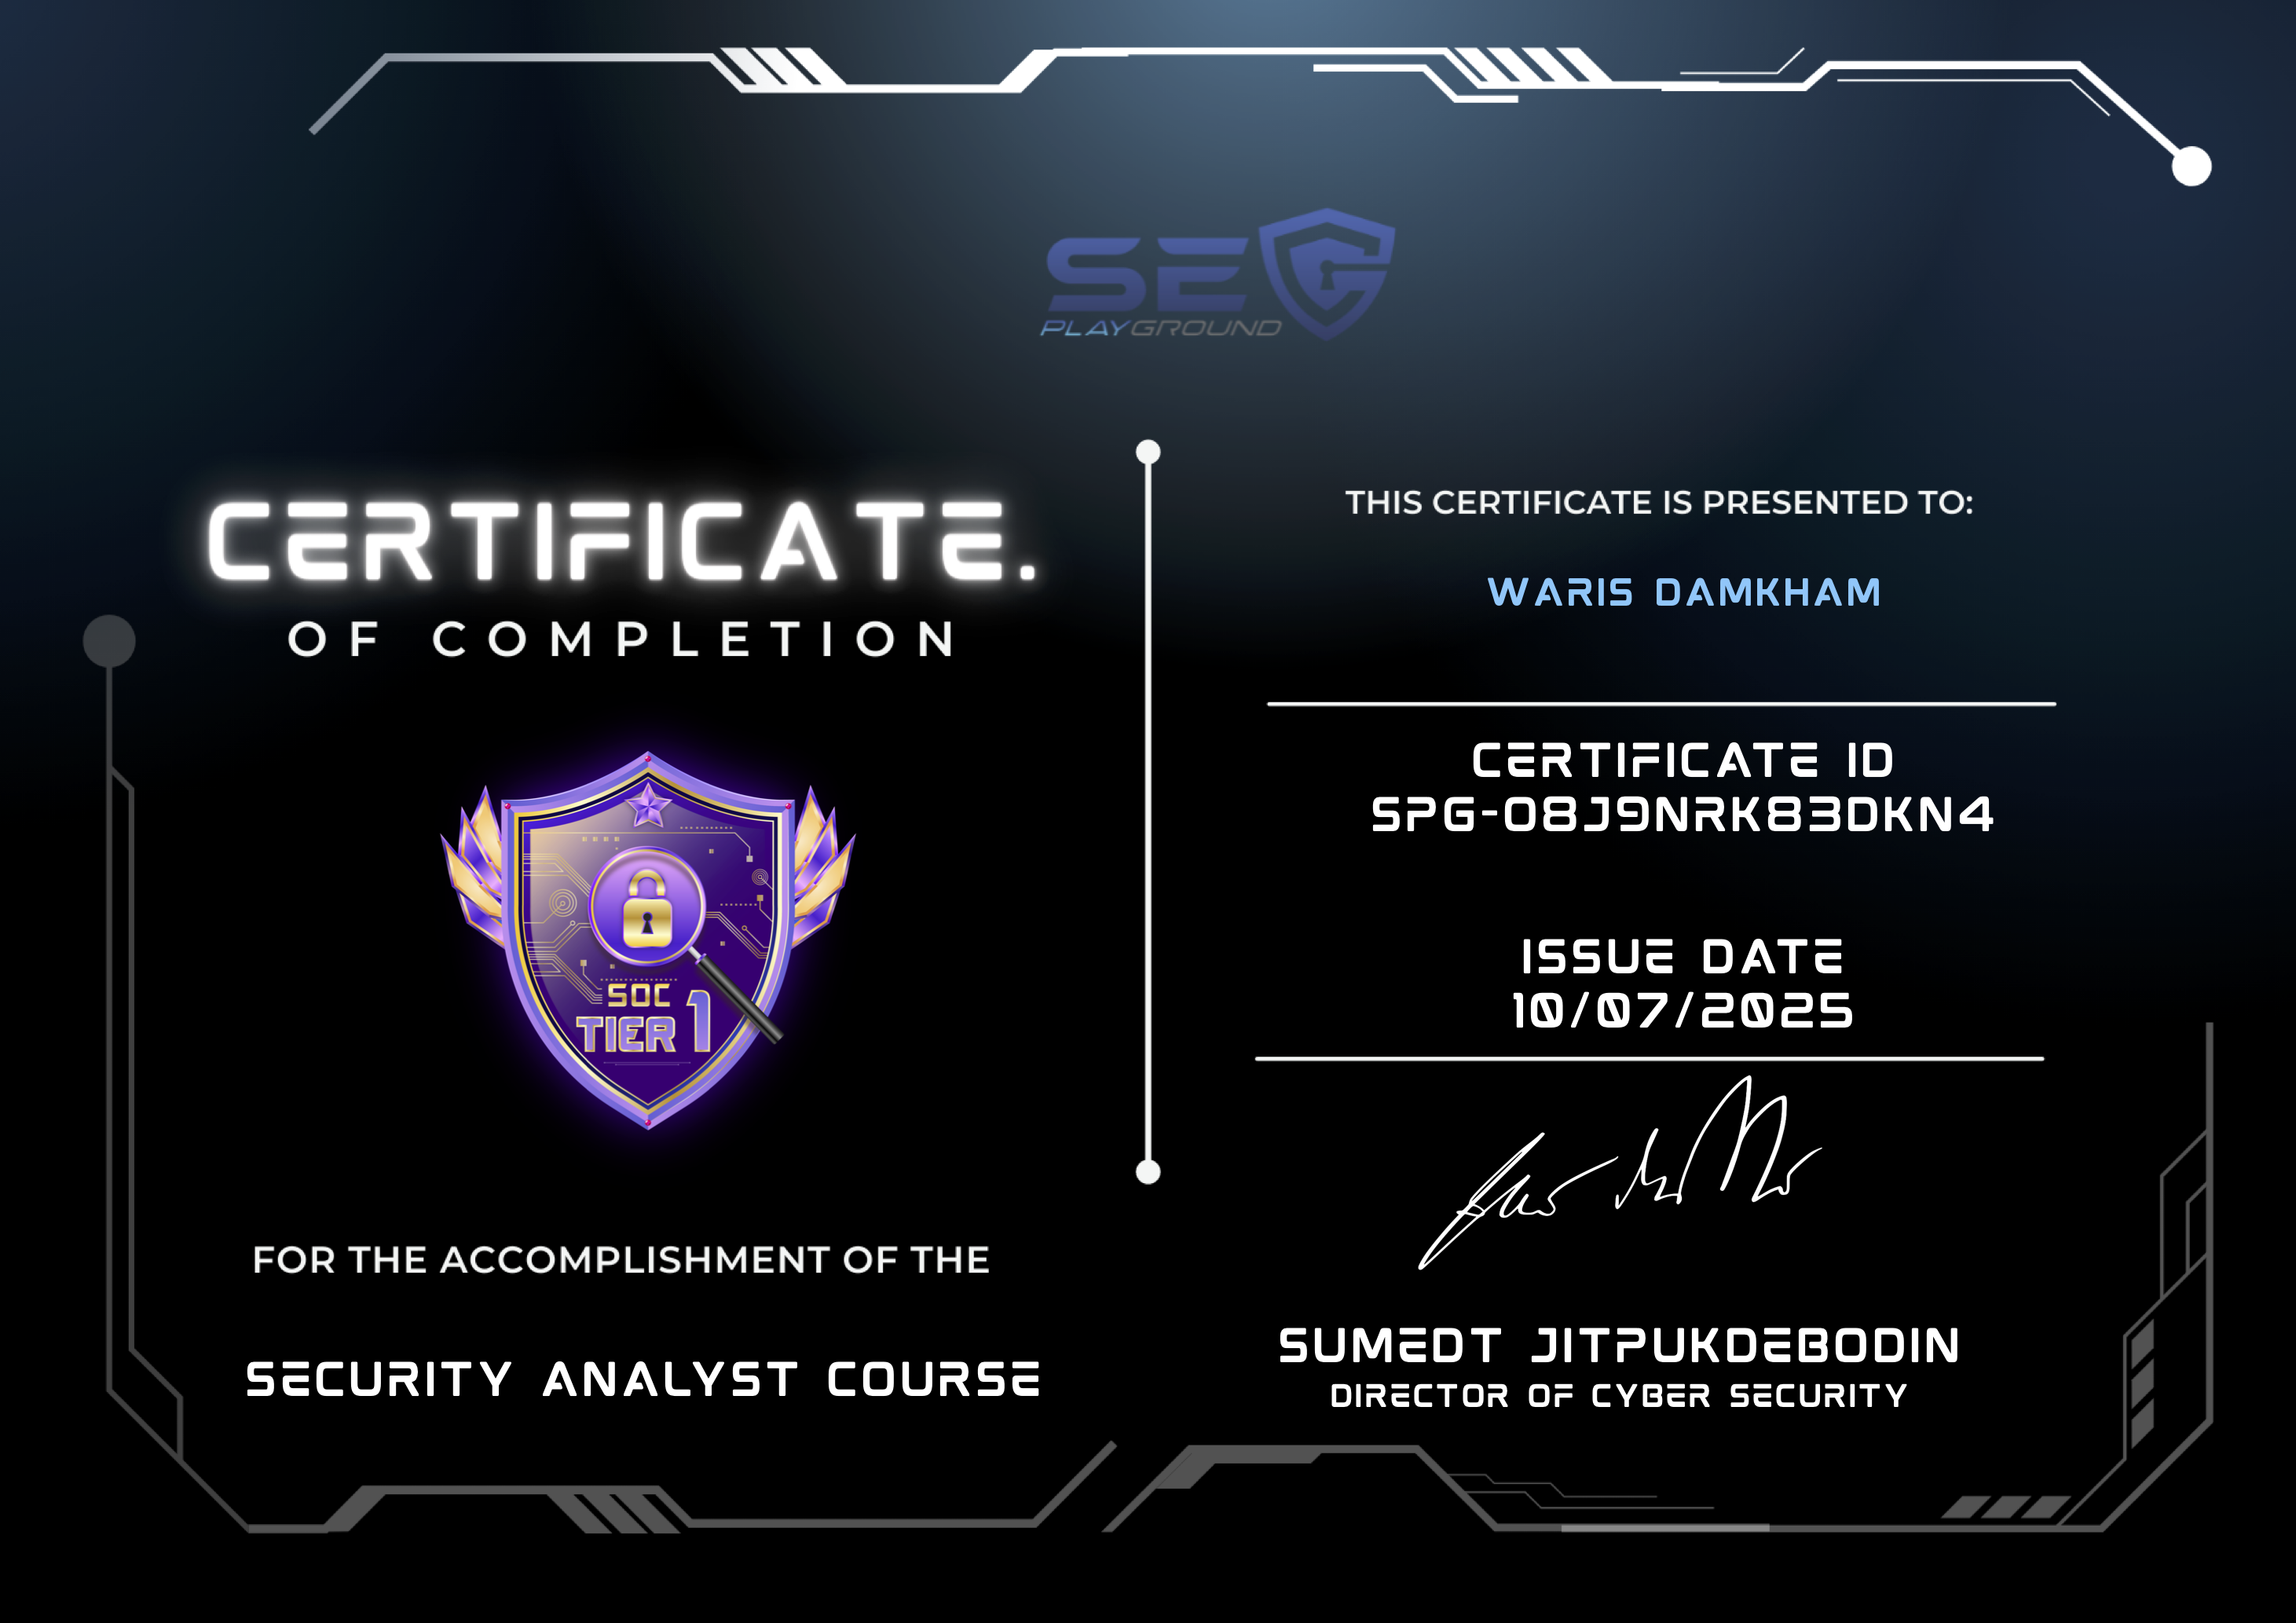 SEC
PLAYGROUND
CERTIFICATE.
OF COMPLETION
SOC
TIER 1
FOR THE ACCOMPLISHMENT OF THE
SECURITY ANALYST COURSE
THIS CERTIFICATE IS PRESENTED TO:
WARIS DAMKHAM
CERTIFICATE ID
SPG-08J9NRK83DKN4
ISSUE DATE
10/07/2025
SUMEDT JITPUKDEBODIN
DIRECTOR OF CYBER SECURITY